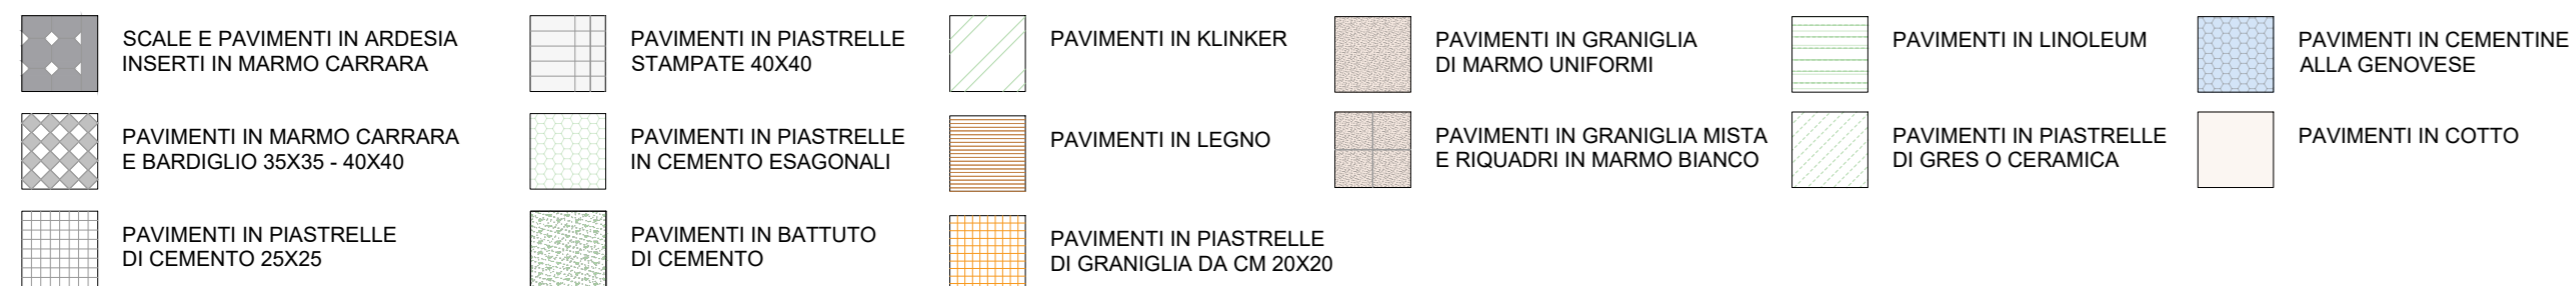 SCALE E PAVIMENTI IN ARDESIA
INSERTI IN MARMO CARRARA
PAVIMENTI IN MARMO CARRARA
E BARDIGLIO 35X35 - 40X40
PAVIMENTI IN PIASTRELLE
DI CEMENTO 25X25
PAVIMENTI IN PIASTRELLE
STAMPATE 40X40
PAVIMENTI IN PIASTRELLE
IN CEMENTO ESAGONALI
PAVIMENTI IN BATTUTO
DI CEMENTO
PAVIMENTI IN KLINKER
PAVIMENTI IN LEGNO
PAVIMENTI IN PIASTRELLE
DI GRANIGLIA DA CM 20X20
PAVIMENTI IN GRANIGLIA
DI MARMO UNIFORMI
PAVIMENTI IN GRANIGLIA MISTA
E RIQUADRI IN MARMO BIANCO
PAVIMENTI IN LINOLEUM
PAVIMENTI IN PIASTRELLE
DI GRES O CERAMICA
PAVIMENTI IN CEMENTINE
ALLA GENOVESE
PAVIMENTI IN COTTO